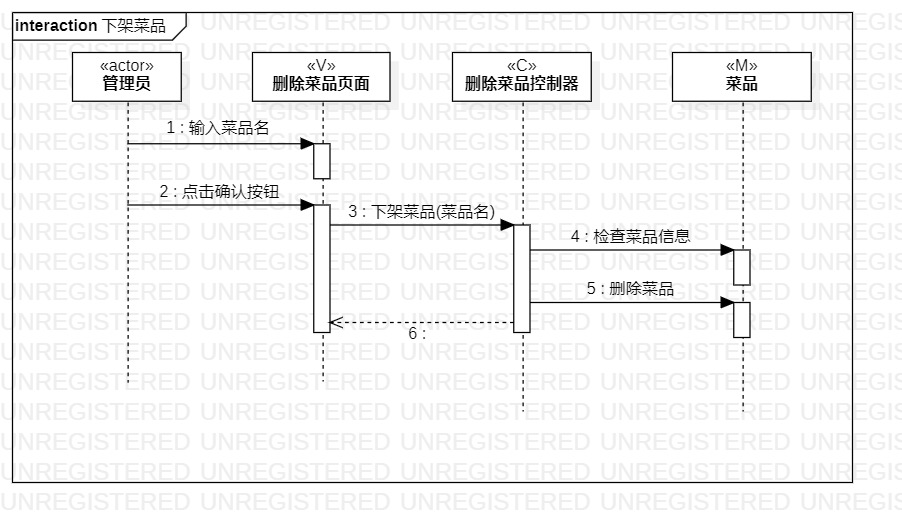 interaction 下架菜品
«actor»
管理员
«V»
删除菜品页面
«C»
删除菜品控制器
«M»
菜品
1 : 输入菜品名
2 : 点击确认按钮
3 : 下架菜品(菜品名)
4 : 检查菜品信息
5 : 删除菜品
6 :
UNREGISTERED UNREGISTERED UNREGISTERED UNREGISTERED